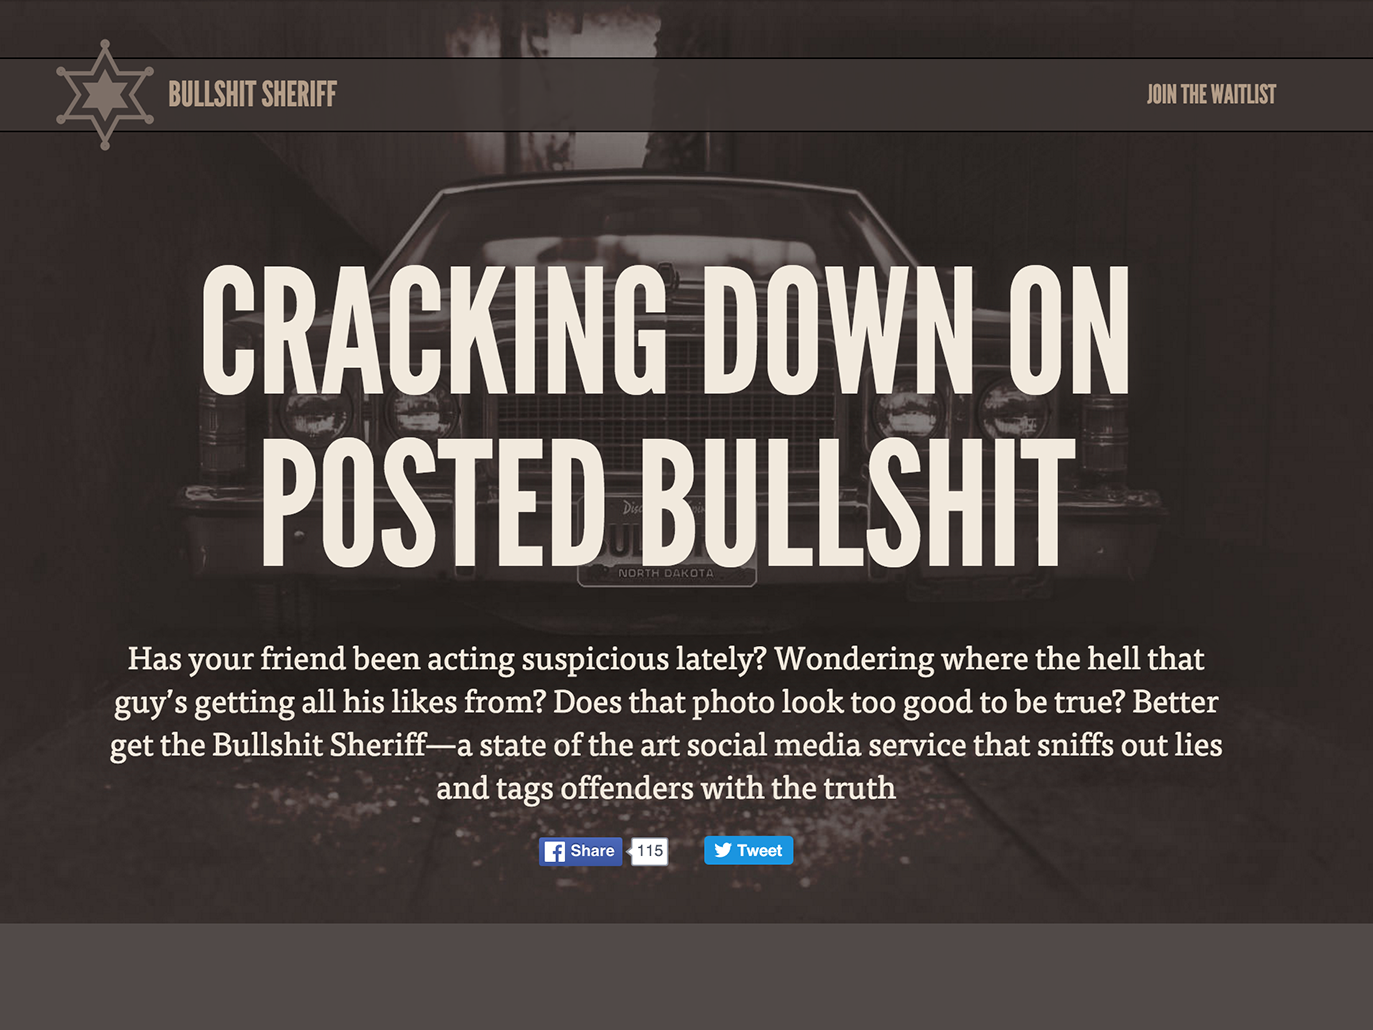 BULLSHIT SHERIFF
JOIN THE WAITLIST
CRACKING DOWN ON
POSTED BULLSHIT
NORTH DAKOTA
Has your friend been acting suspicious lately? Wondering where the hell that
guy’s getting all his likes from? Does that photo look too good to be true? Better
get the Bullshit Sheriff—a state of the art social media service that sniffs out lies
and tags offenders with the truth
Share 115 Tweet